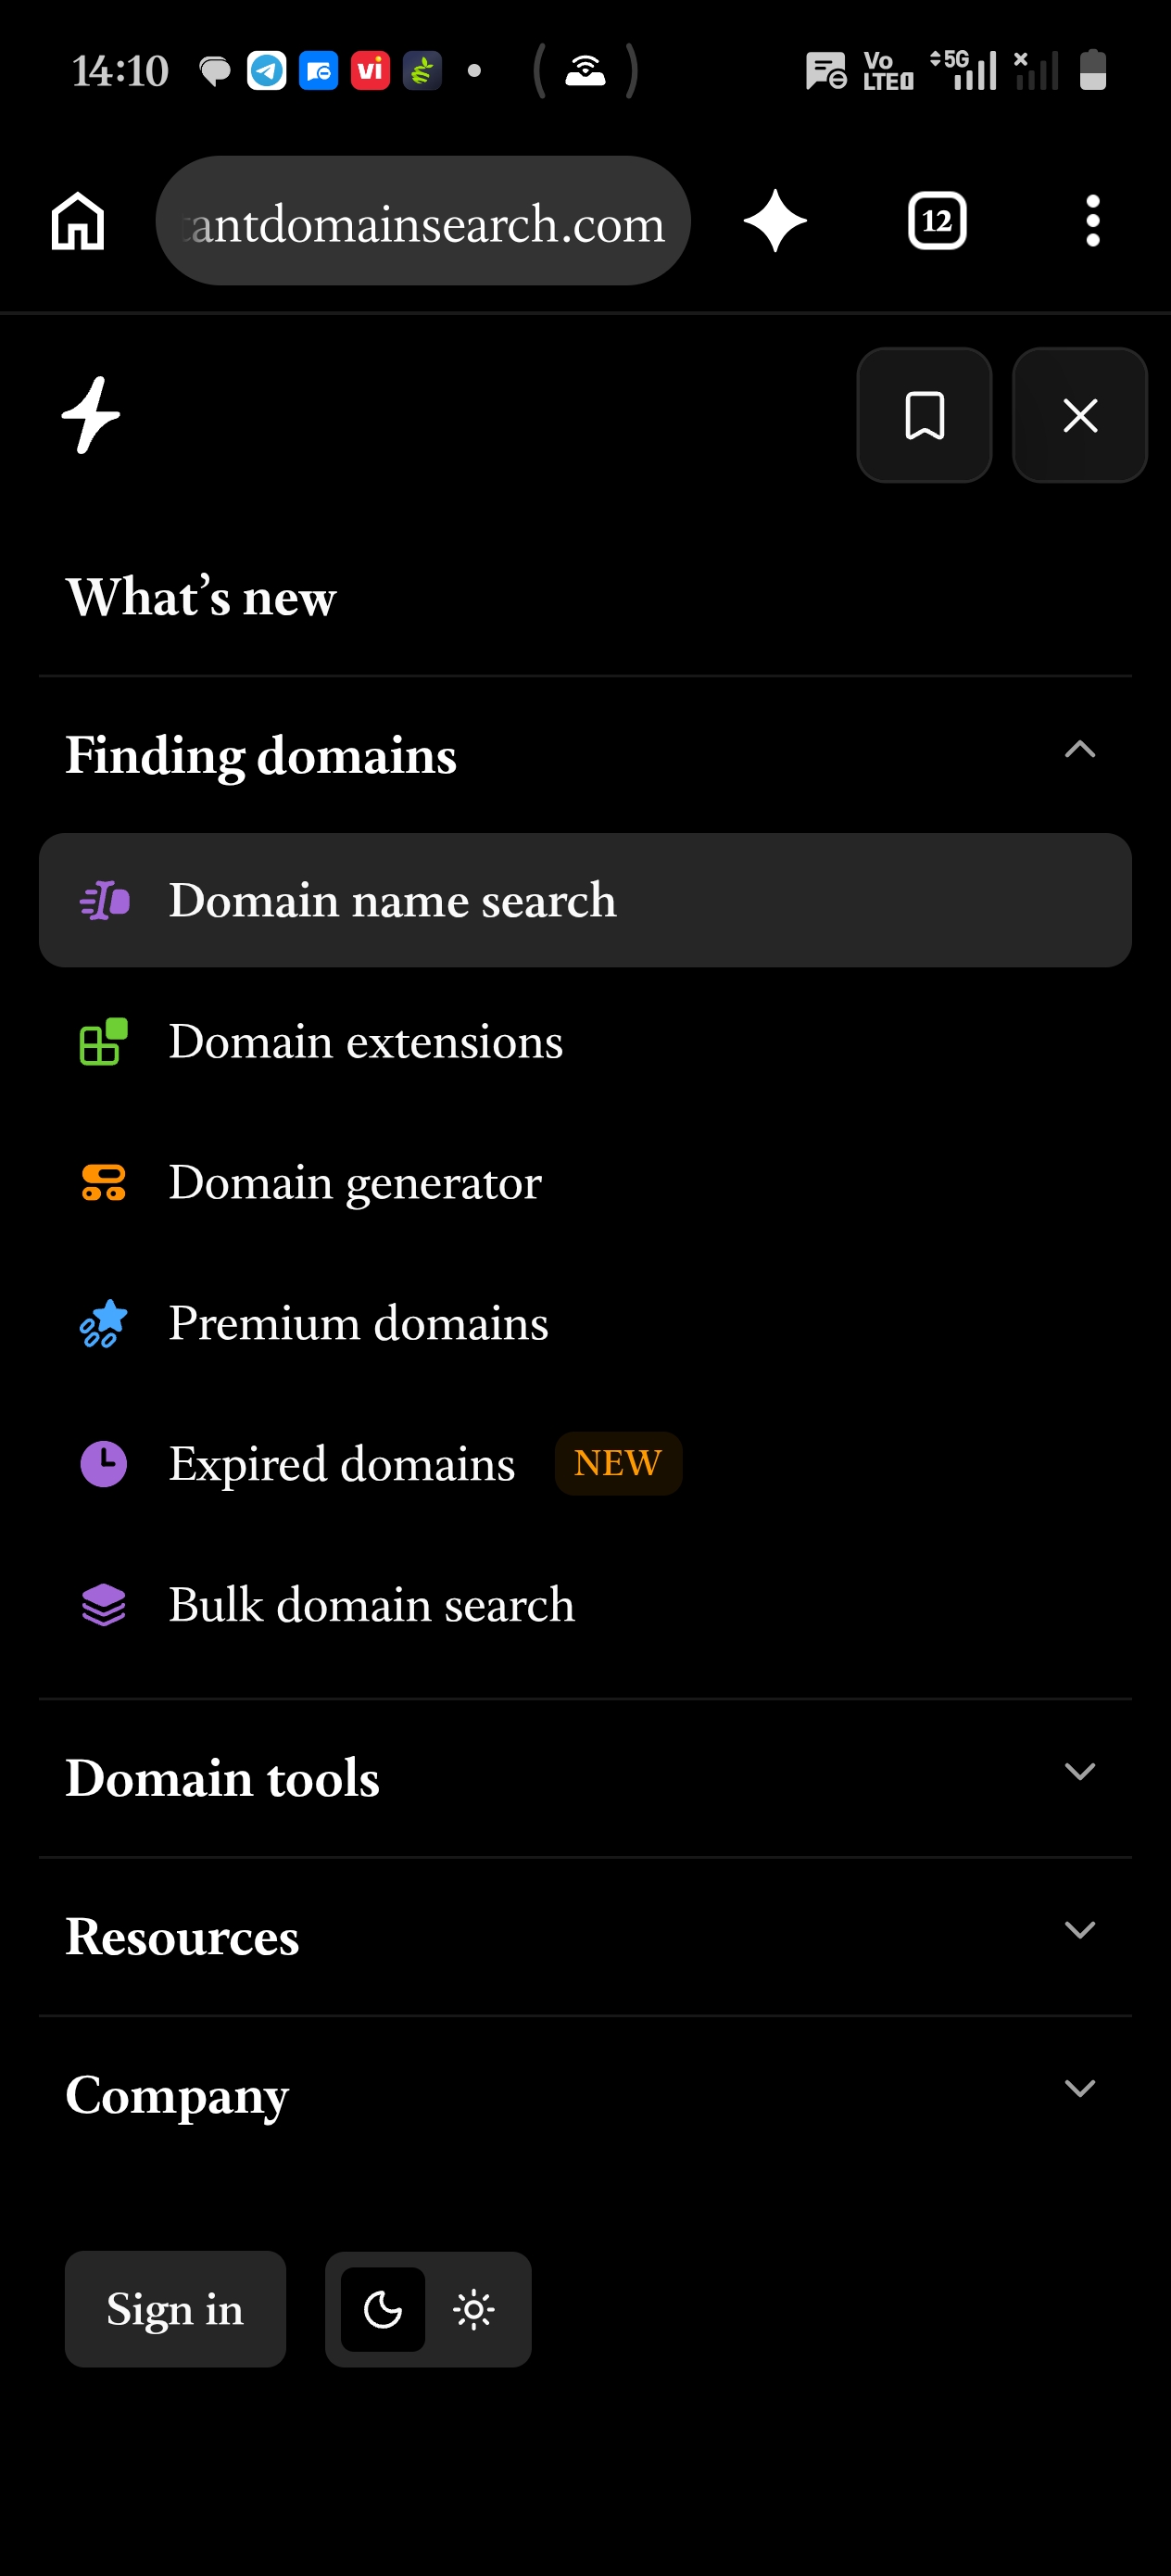 14:10
vi
Vo
LTE
5G
antdomainsearch.com
12
What’s new
Finding domains
Domain name search
Domain extensions
Domain generator
Premium domains
Expired domains NEW
Bulk domain search
Domain tools
Resources
Company
Sign in